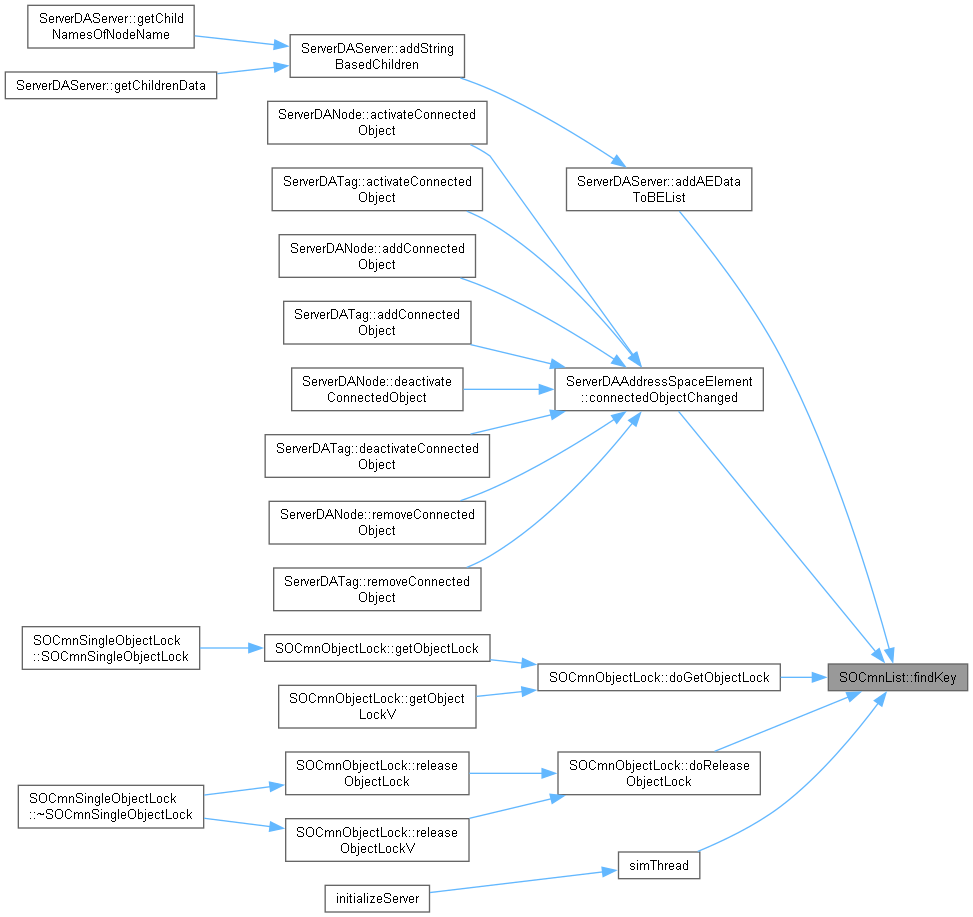 ServerDAServer::getChild
NamesOfNodeName
ServerDAServer::addString
BasedChildren
ServerDAServer::getChildrenData
ServerDANode::activateConnected
Object
ServerDATag::activateConnected
Object
ServerDAServer::addAEData
ToBEList
ServerDANode::addConnected
Object
ServerDATag::addConnected
Object
ServerDANode::deactivate
ConnectedObject
ServerDAAddressSpaceElement
::connectedObjectChanged
ServerDATag::deactivateConnected
Object
ServerDANode::removeConnected
Object
ServerDATag::removeConnected
Object
SOCmnSingleObjectLock
::SOCmnSingleObjectLock
SOCmnObjectLock::getObjectLock
SOCmnObjectLock::doGetObjectLock
SOCmnList::findKey
SOCmnObjectLock::getObject
LockV
SOCmnObjectLock::release
ObjectLock
SOCmnObjectLock::doRelease
ObjectLock
SOCmnSingleObjectLock
::~SOCmnSingleObjectLock
SOCmnObjectLock::release
ObjectLockV
simThread
initializeServer